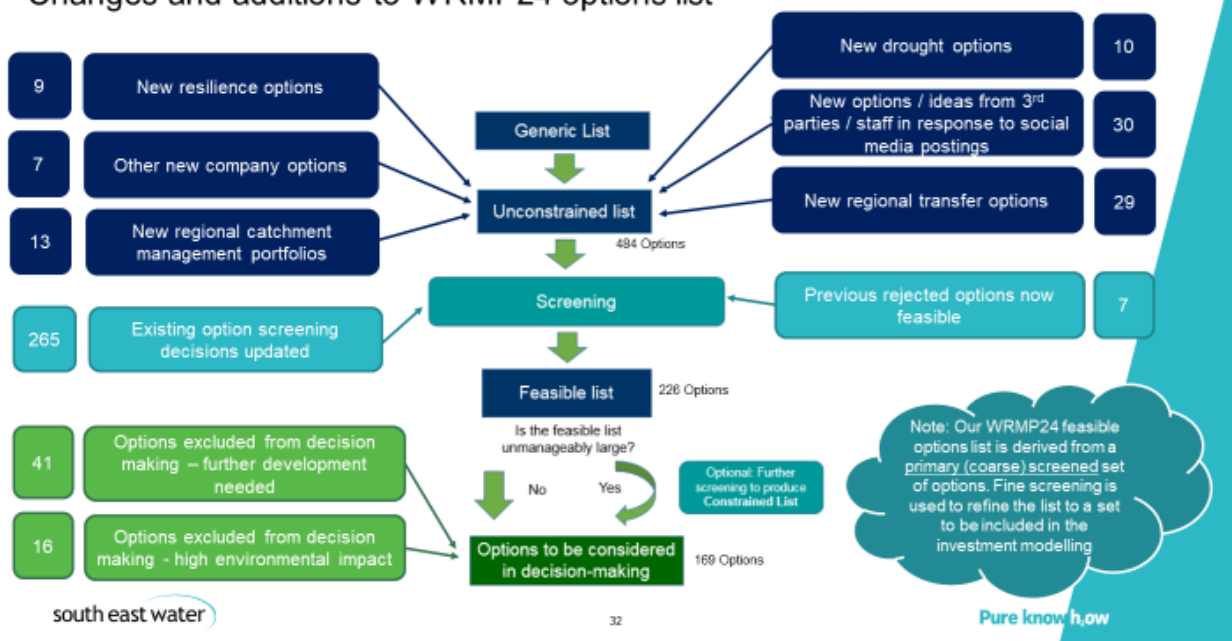 Changes and additions to WRMP24 options list
9
New resilience options
7
Other new company options
13
New regional catchment
management portfolios
265
Existing option screening
decisions updated
41
Options excluded from decision
making – further development
needed
16
Options excluded from decision
making - high environmental impact
Generic List
Unconstrained list
484 Options
Screening
Feasible list
226 Options
Is the feasible list
unmanageably large?
No
Yes
Optional: Further
screening to produce
Constrained List
Options to be considered
in decision-making
169 Options
New drought options
10
New options / ideas from 3rd
parties / staff in response to social
media postings
30
New regional transfer options
29
Previous rejected options now
feasible
7
Note: Our WRMP24 feasible
options list is derived from a
primary (coarse) screened set
of options. Fine screening is
used to refine the list to a set
to be included in the
investment modelling
south east water
32
Pure know h2ow